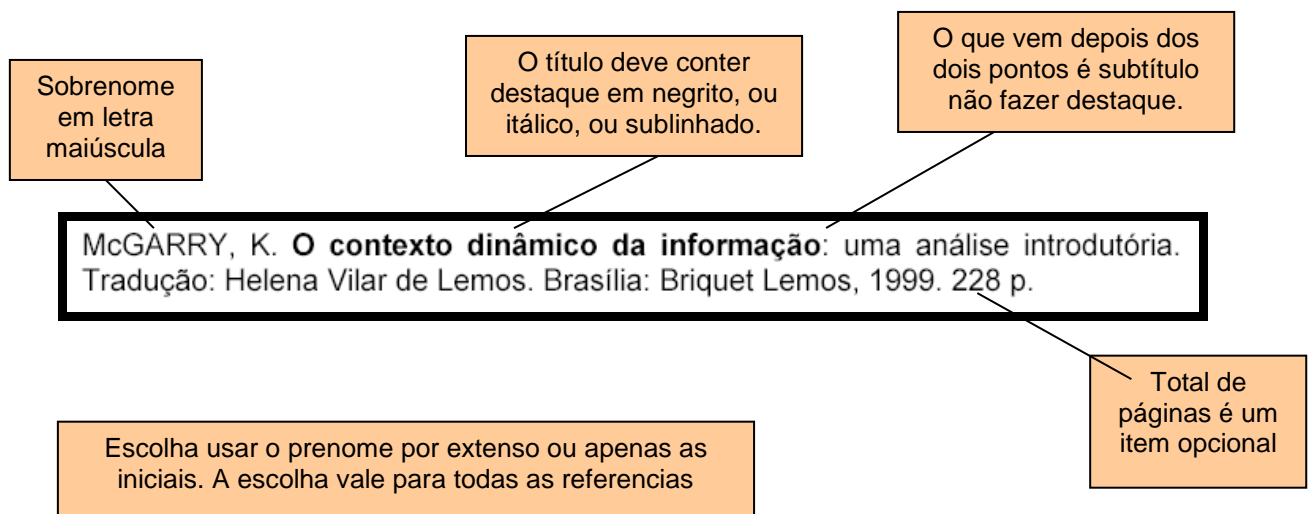 Sobrenome
em letra
maiúscula
O título deve conter
destaque em negrito, ou
itálico, ou sublinhado.
O que vem depois dos
dois pontos é subtítulo
não fazer destaque.
McGARRY, K. O contexto dinâmico da informação: uma análise introdutória.
Tradução: Helena Vilar de Lemos. Brasília: Briquet Lemos, 1999. 228 p.
Total de
páginas é um
item opcional
Escolha usar o prenome por extenso ou apenas as
iniciais. A escolha vale para todas as referencias